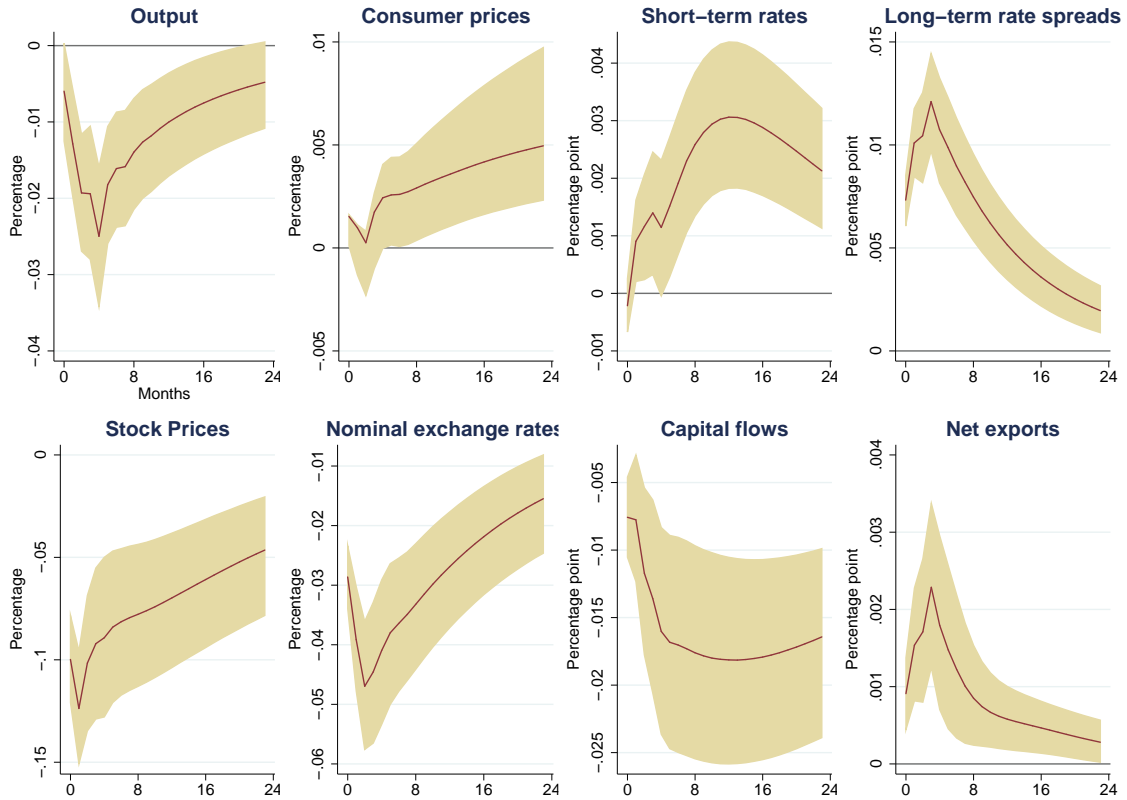 Output
Percentage
0
−.01
−.02
−.03
−.04
0 8 16 24
Months
Consumer prices
Percentage
.01
.005
0
−.005
0 8 16 24
Short−term rates
Percentage point
.004
.003
.002
.001
0
−.001
0 8 16 24
Long−term rate spreads
Percentage point
.015
.01
.005
0
0 8 16 24
Stock Prices
Percentage
0
−.05
−.1
−.15
0 8 16 24
Nominal exchange rates
Percentage
−.01
−.02
−.03
−.04
−.05
−.06
0 8 16 24
Capital flows
Percentage point
−.005
−.01
−.015
−.02
−.025
0 8 16 24
Net exports
Percentage point
.004
.003
.002
.001
0
0 8 16 24